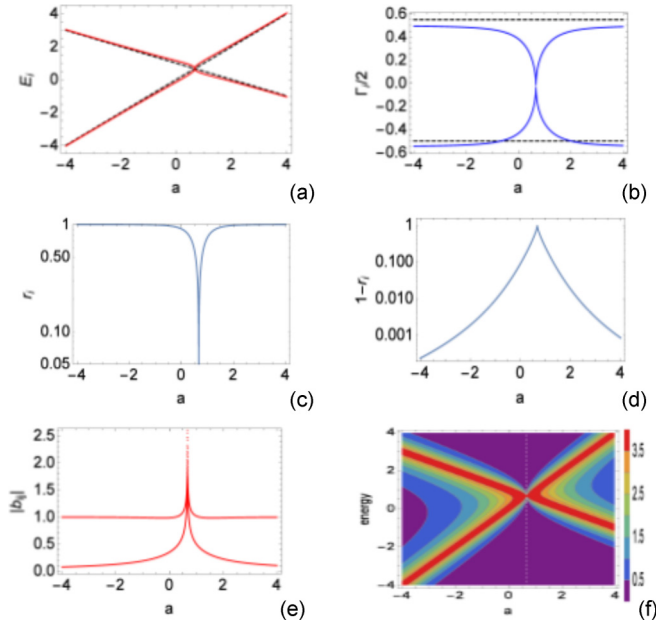 4
2
0
−2
−4
E_i
−4 −2 0 2 4
a
(a)
0.6
0.4
0.2
0.0
−0.2
−0.4
−0.6
Γ_i/2
−4 −2 0 2 4
a
(b)
1
0.50
0.10
0.05
r_i
−4 −2 0 2 4
a
(c)
1
0.100
0.010
0.001
1−r_i
−4 −2 0 2 4
a
(d)
2.5
2.0
1.5
1.0
0.5
0.0
|b_ij|
−4 −2 0 2 4
a
(e)
4
2
0
−2
−4
energy
−4 −2 0 2 4
a
3.5
2.5
1.5
0.5
(f)